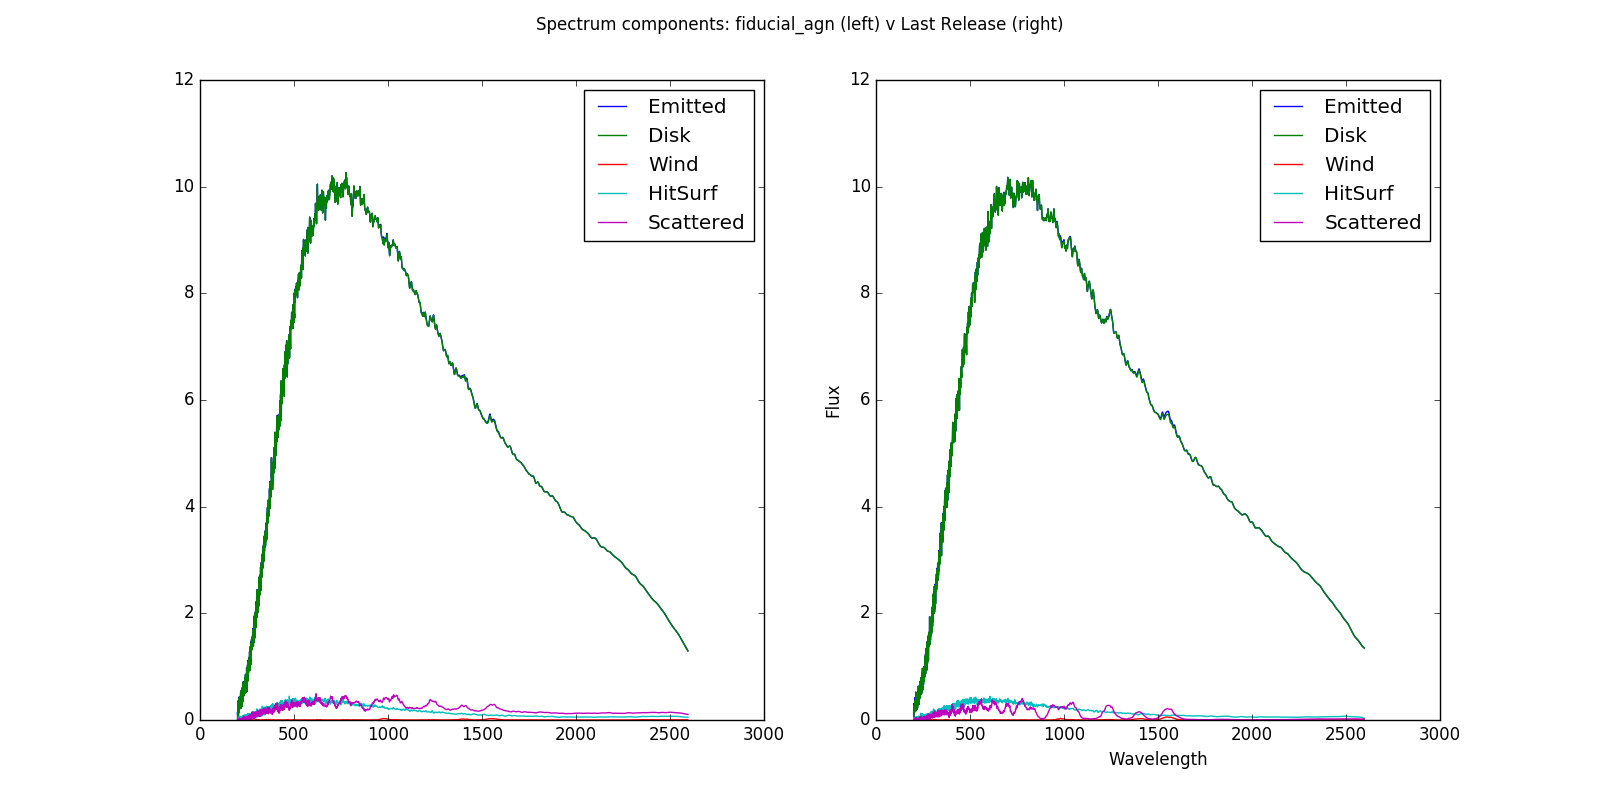 Spectrum components: fiducial_agn (left) v Last Release (right)
12
10
8
6
4
2
0
0 500 1000 1500 2000 2500 3000
Emitted
Disk
Wind
HitSurf
Scattered
Flux
12
10
8
6
4
2
0
0 500 1000 1500 2000 2500 3000
Wavelength
Emitted
Disk
Wind
HitSurf
Scattered